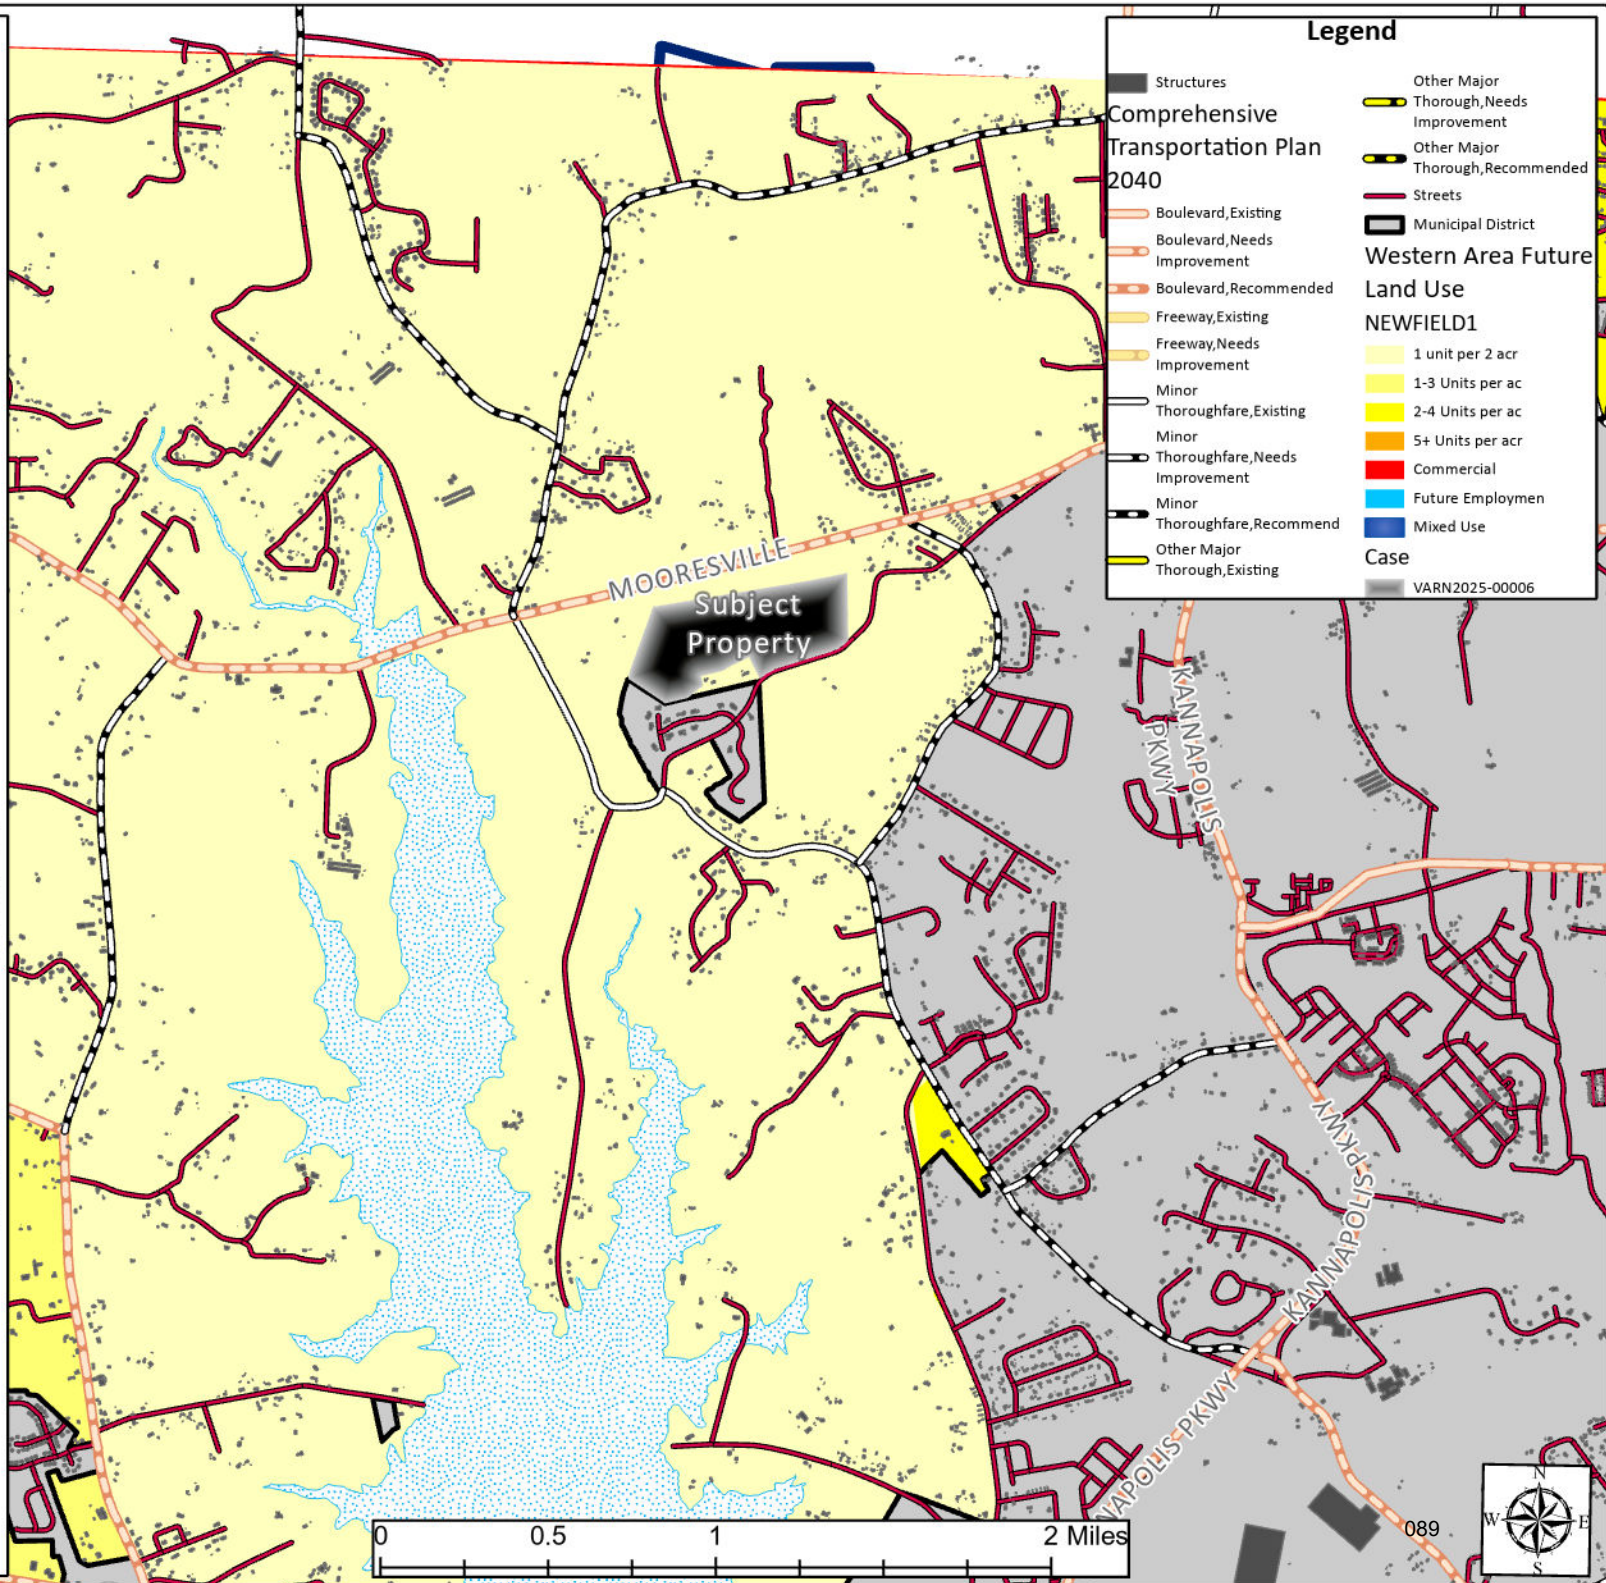 Legend
Structures
Comprehensive
Transportation Plan
2040
Boulevard,Existing
Boulevard,Needs
Improvement
Boulevard,Recommended
Freeway,Existing
Freeway,Needs
Improvement
Minor
Thoroughfare,Existing
Minor
Thoroughfare,Needs
Improvement
Minor
Thoroughfare,Recommend
Other Major
Thorough,Existing
Other Major
Thorough,Needs
Improvement
Other Major
Thorough,Recommended
Streets
Municipal District
Western Area Future
Land Use
NEWFIELD1
1 unit per 2 acr
1-3 Units per ac
2-4 Units per ac
5+ Units per acr
Commercial
Future Employmen
Mixed Use
Case
VARN2025-00006
MOORESVILLE
Subject
Property
KANNAPOLIS
PKWY
KANNAPOLIS PKWY
NAPOLIS PKWY
0 0.5 1 2 Miles
089
N
W E
S